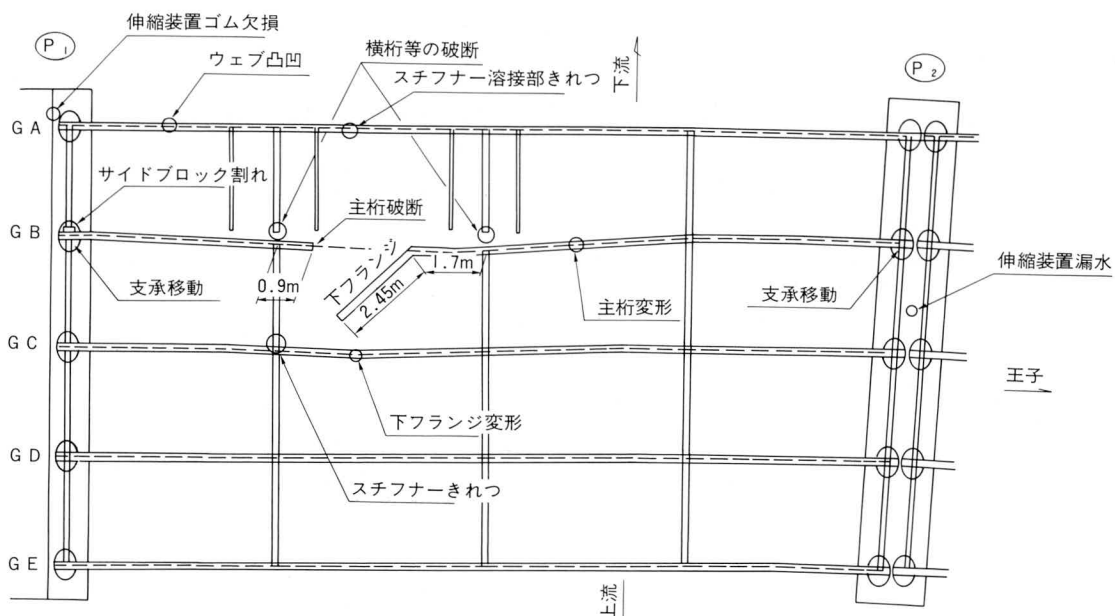 伸縮装置ゴム欠損
P₁
ウェブ凸凹
横桁等の破断
スチフナー溶接部きれつ
下流
P₂
GA
サイドブロック割れ
主桁破断
GB
下フランジ
1.7m
0.9m
2.45m
支承移動
主桁変形
支承移動
伸縮装置漏水
GC
王子
下フランジ変形
GD
スチフナーきれつ
GE
上流